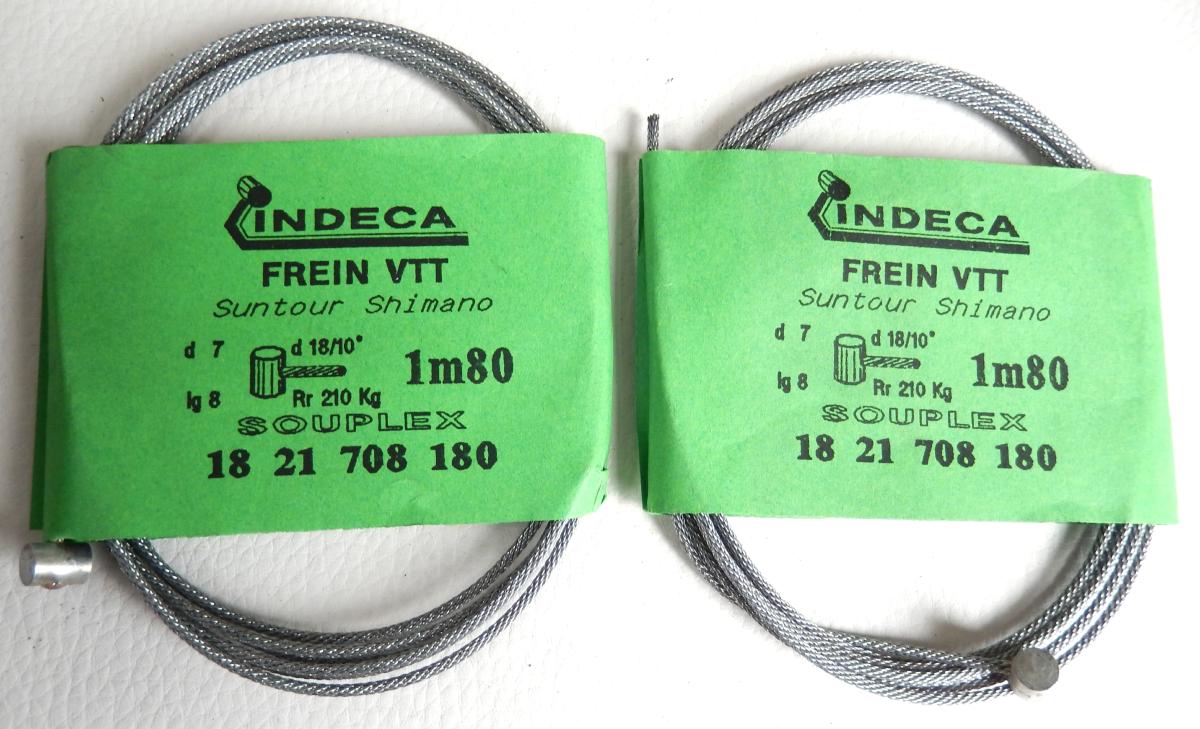 INDECA
FREIN VTT
Suntour Shimano
d 7 d 18/10°
1m80
lg 8 Rr 210 Kg
SOUPLEX
18 21 708 180
INDECA
FREIN VTT
Suntour Shimano
d 7 d 18/10°
1m80
lg 8 Rr 210 Kg
SOUPLEX
18 21 708 180